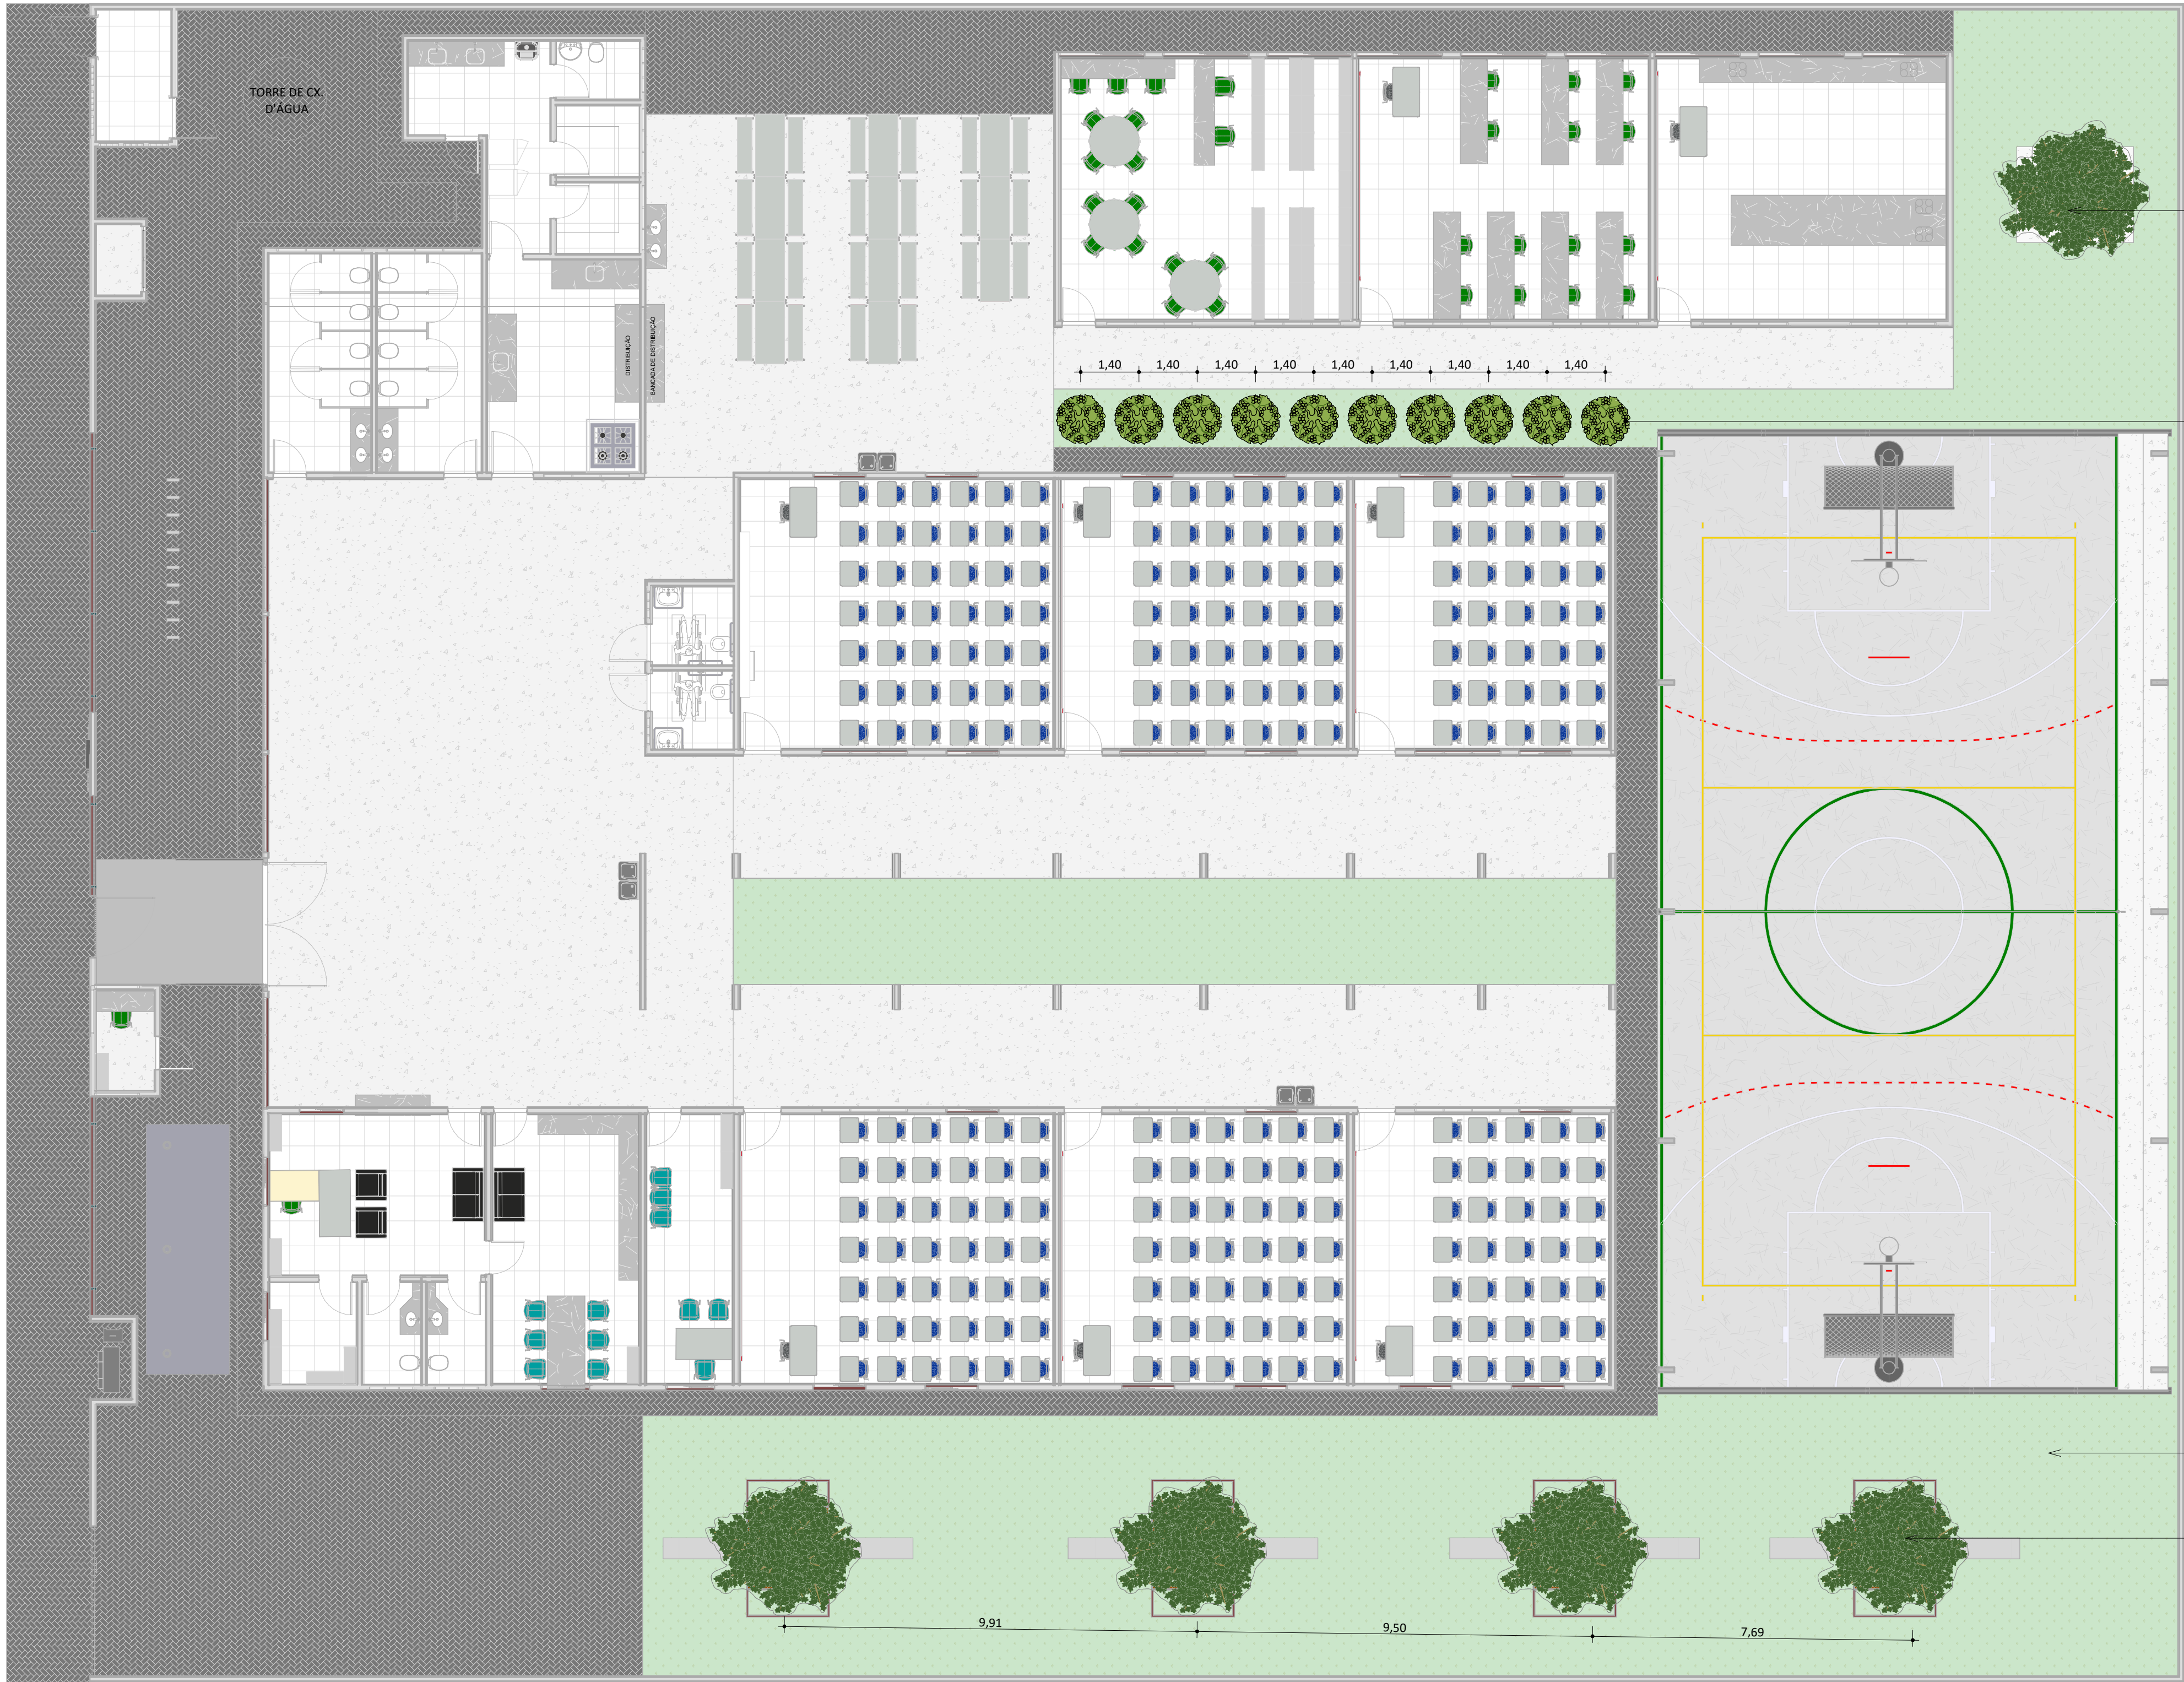 TORRE DE CX.
D'ÁGUA
DISTRIBUIÇÃO
BANCADA DE DISTRIBUIÇÃO
1,40 1,40 1,40 1,40 1,40 1,40 1,40 1,40 1,40
9,91 9,50 7,69